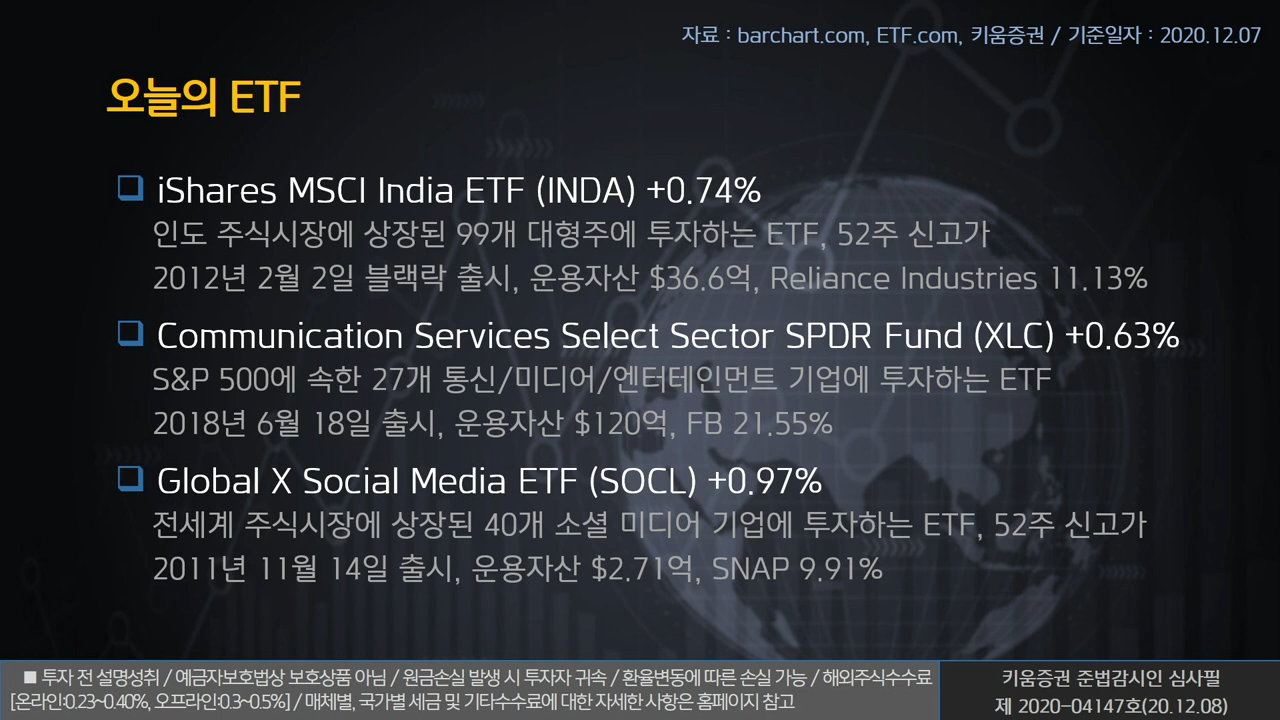 자료 : barchart.com, ETF.com, 키움증권 / 기준일자 : 2020.12.07
오늘의 ETF
❑ iShares MSCI India ETF (INDA) +0.74%
인도 주식시장에 상장된 99개 대형주에 투자하는 ETF, 52주 신고가
2012년 2월 2일 블랙락 출시, 운용자산 $36.6억, Reliance Industries 11.13%
❑ Communication Services Select Sector SPDR Fund (XLC) +0.63%
S&P 500에 속한 27개 통신/미디어/엔터테인먼트 기업에 투자하는 ETF
2018년 6월 18일 출시, 운용자산 $120억, FB 21.55%
❑ Global X Social Media ETF (SOCL) +0.97%
전세계 주식시장에 상장된 40개 소셜 미디어 기업에 투자하는 ETF, 52주 신고가
2011년 11월 14일 출시, 운용자산 $2.71억, SNAP 9.91%
■ 투자 전 설명성취 / 예금자보호법상 보호상품 아님 / 원금손실 발생 시 투자자 귀속 / 환율변동에 따른 손실 가능 / 해외주식수수료
[온라인:0.23~0.40%, 오프라인:0.3~0.5%] / 매체별, 국가별 세금 및 기타수수료에 대한 자세한 사항은 홈페이지 참고
키움증권 준법감시인 심사필
제 2020-04147호(20.12.08)